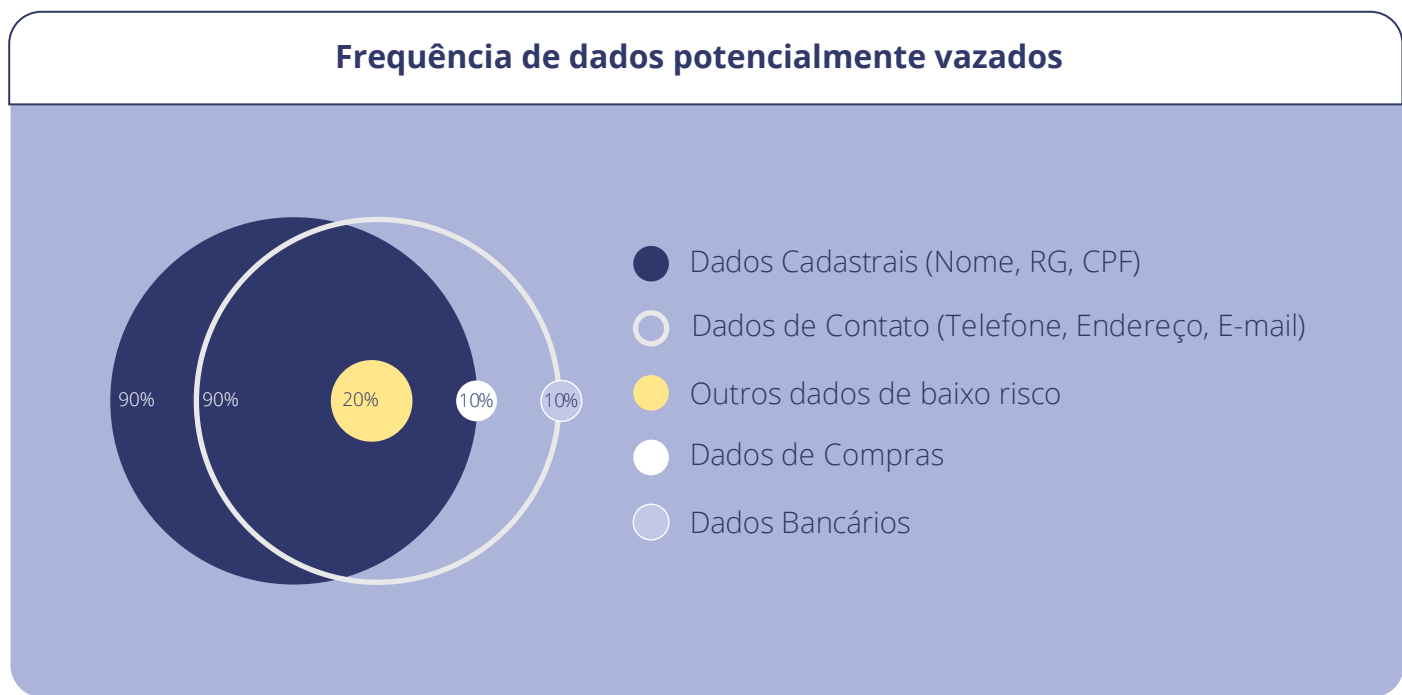 Frequência de dados potencialmente vazados
90%
90%
20%
10%
10%
Dados Cadastrais (Nome, RG, CPF)
Dados de Contato (Telefone, Endereço, E-mail)
Outros dados de baixo risco
Dados de Compras
Dados Bancários